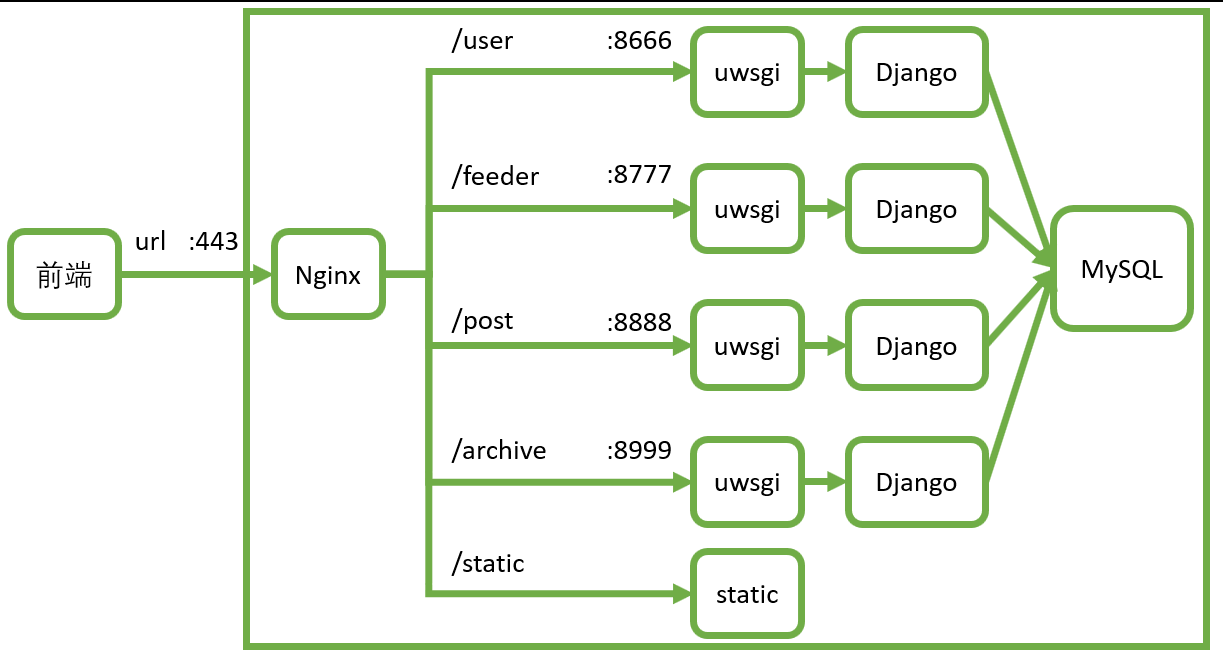 /user :8666
uwsgi
Django
/feeder :8777
uwsgi
Django
前端
url :443
Nginx
MySQL
/post :8888
uwsgi
Django
/archive :8999
uwsgi
Django
/static
static